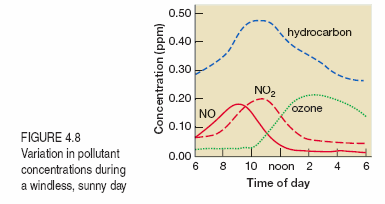 FIGURE 4.8
Variation in pollutant
concentrations during
a windless, sunny day
Concentration (ppm)
0.50
0.40
0.30
0.20
0.10
0.00
hydrocarbon
NO2
NO
ozone
6 8 10 noon 2 4 6
Time of day